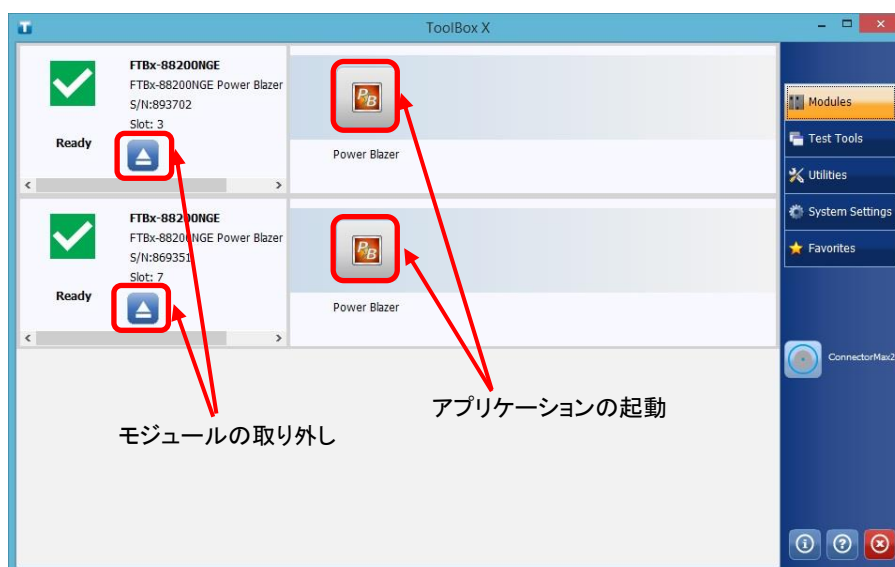 ToolBox X
FTBx-88200NGE
FTBx-88200NGE Power Blazer
S/N:893702
Slot: 3
Ready
Power Blazer
FTBx-88200NGE
FTBx-88200NGE Power Blazer
S/N:869351
Slot: 7
Ready
Power Blazer
モジュールの取り外し
アプリケーションの起動
Modules
Test Tools
Utilities
System Settings
Favorites
ConnectorMax2